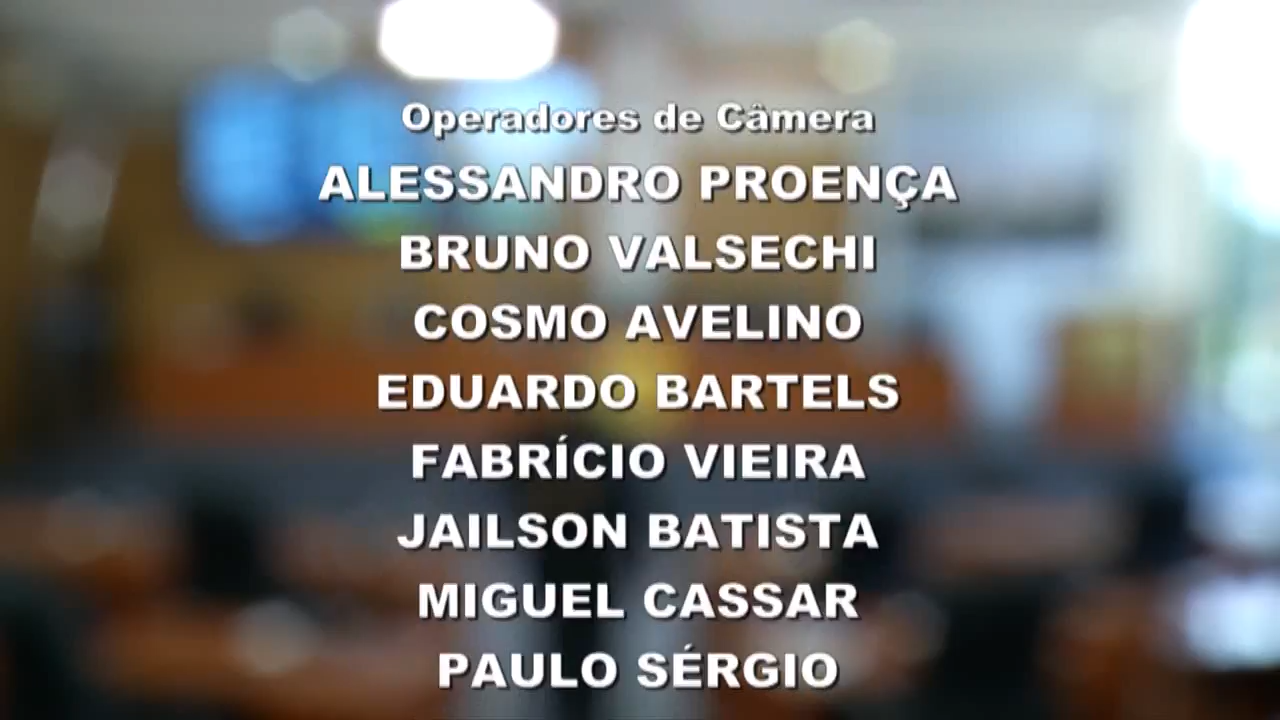 Operadores de Câmera
ALESSANDRO PROENÇA
BRUNO VALSECHI
COSMO AVELINO
EDUARDO BARTELS
FABRÍCIO VIEIRA
JAILSON BATISTA
MIGUEL CASSAR
PAULO SÉRGIO